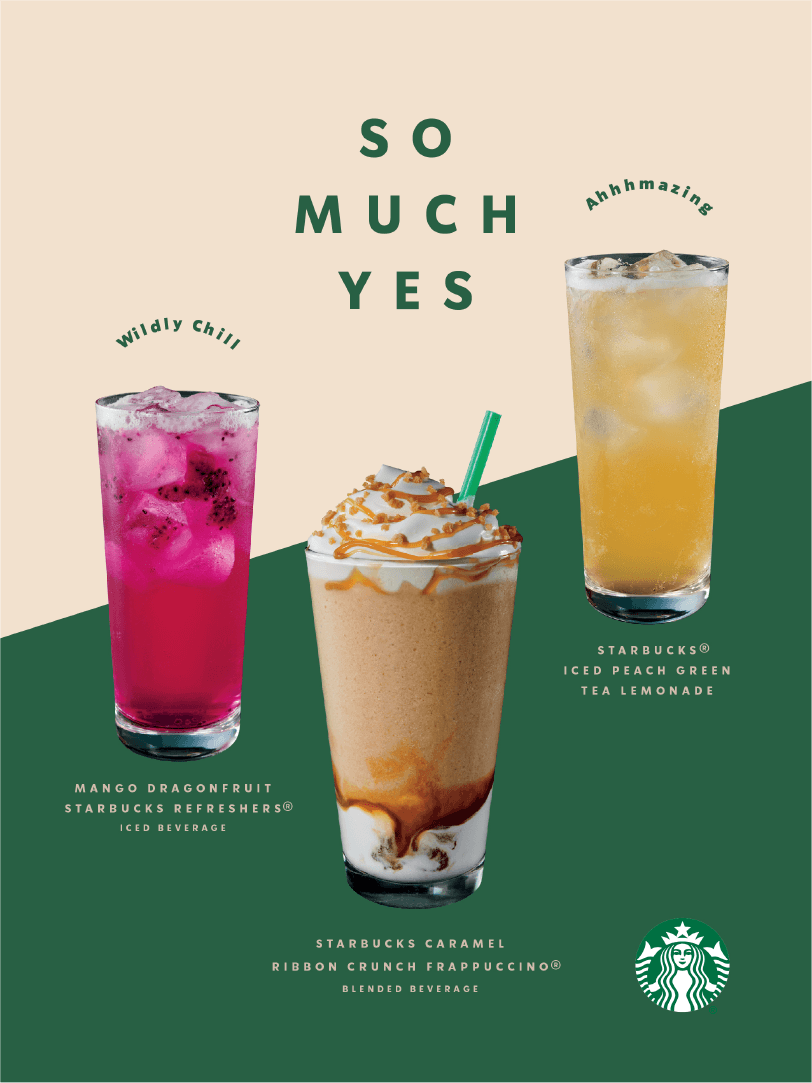 SO
MUCH
YES
Ahhhmazing
Wildly Chill
STARBUCKS®
ICED PEACH GREEN
TEA LEMONADE
MANGO DRAGONFRUIT
STARBUCKS REFRESHERS®
ICED BEVERAGE
STARBUCKS CARAMEL
RIBBON CRUNCH FRAPPUCCINO®
BLENDED BEVERAGE